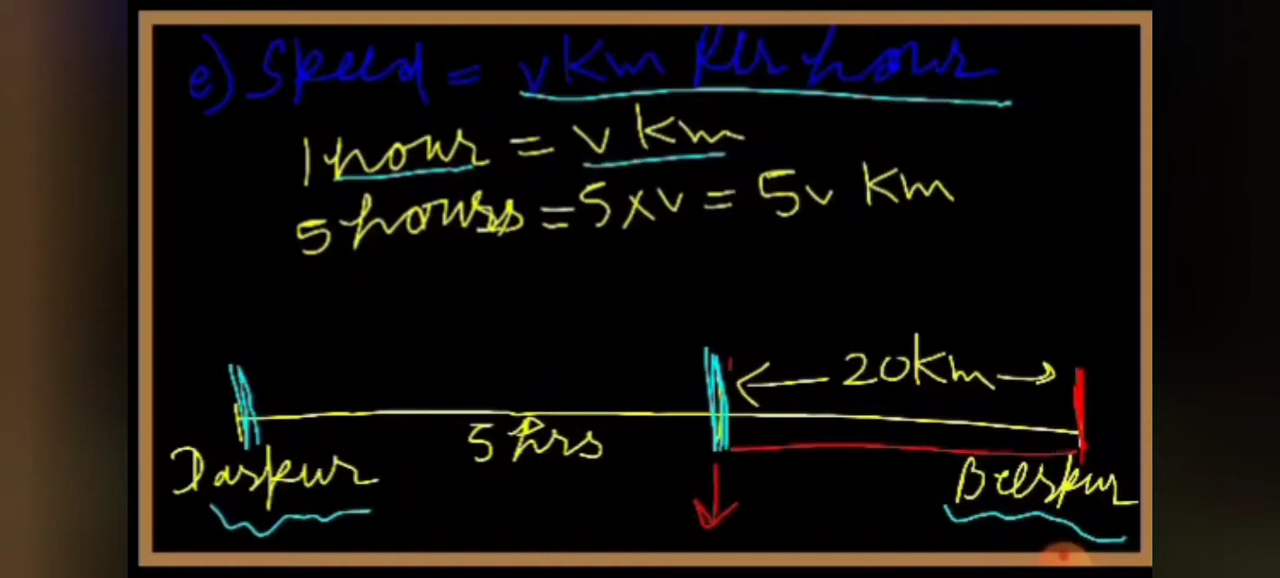 e) Speed = v km per hour
1 hour = v km
5 hours = 5 x v = 5v km
20km
5 hrs
Daspur Beespur